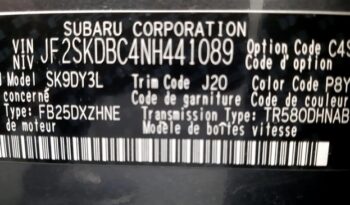 SUBARU CORPORATION
VIN JF2SKDBC4NH441089 Option Code C4S
NIV Code d'option
Model SK9DY3L Trim Code J20 Color Code P8Y
concerné Code de garniture Code de couleur
Type FB25DXZHNE Transmission Type TR580DHNAB
de moteur Modèle boîtes vitesse